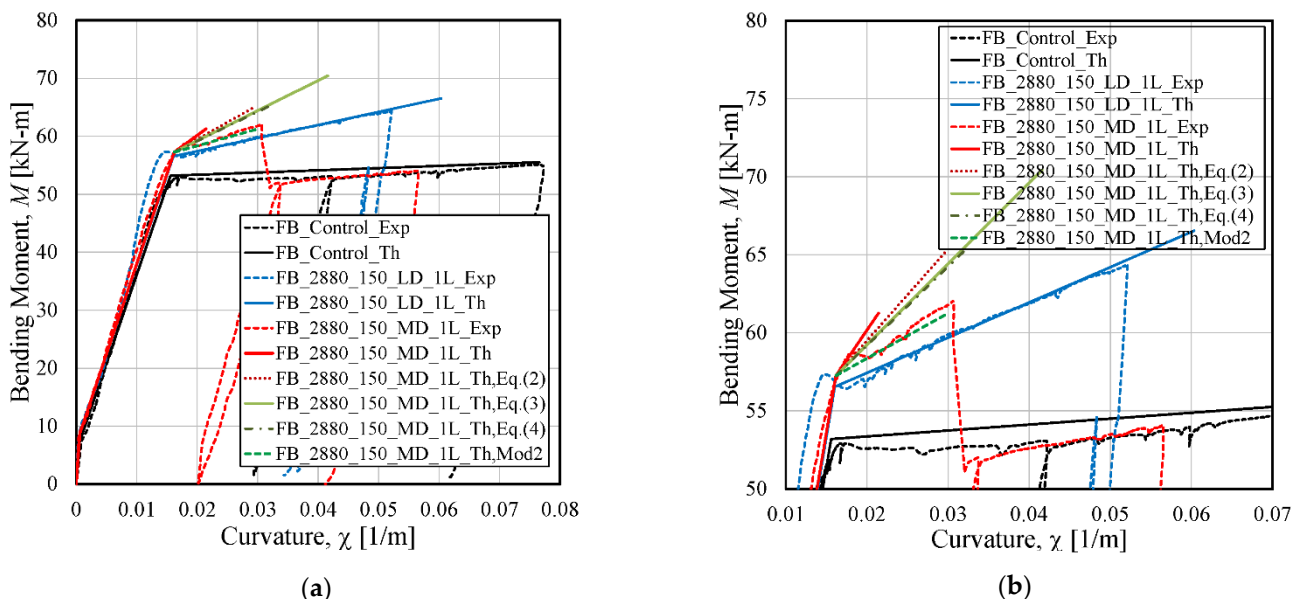 80
70
60
50
40
30
20
10
0
Bending Moment, M [kN-m]
FB_Control_Exp
FB_Control_Th
FB_2880_150_LD_1L_Exp
FB_2880_150_LD_1L_Th
FB_2880_150_MD_1L_Exp
FB_2880_150_MD_1L_Th
FB_2880_150_MD_1L_Th,Eq.(2)
FB_2880_150_MD_1L_Th,Eq.(3)
FB_2880_150_MD_1L_Th,Eq.(4)
FB_2880_150_MD_1L_Th,Mod2
0 0.01 0.02 0.03 0.04 0.05 0.06 0.07 0.08
Curvature, χ [1/m]
(a)
80
75
70
65
60
55
50
Bending Moment, M [kN-m]
FB_Control_Exp
FB_Control_Th
FB_2880_150_LD_1L_Exp
FB_2880_150_LD_1L_Th
FB_2880_150_MD_1L_Exp
FB_2880_150_MD_1L_Th
FB_2880_150_MD_1L_Th,Eq.(2)
FB_2880_150_MD_1L_Th,Eq.(3)
FB_2880_150_MD_1L_Th,Eq.(4)
FB_2880_150_MD_1L_Th,Mod2
0.01 0.02 0.03 0.04 0.05 0.06 0.07
Curvature, χ [1/m]
(b)